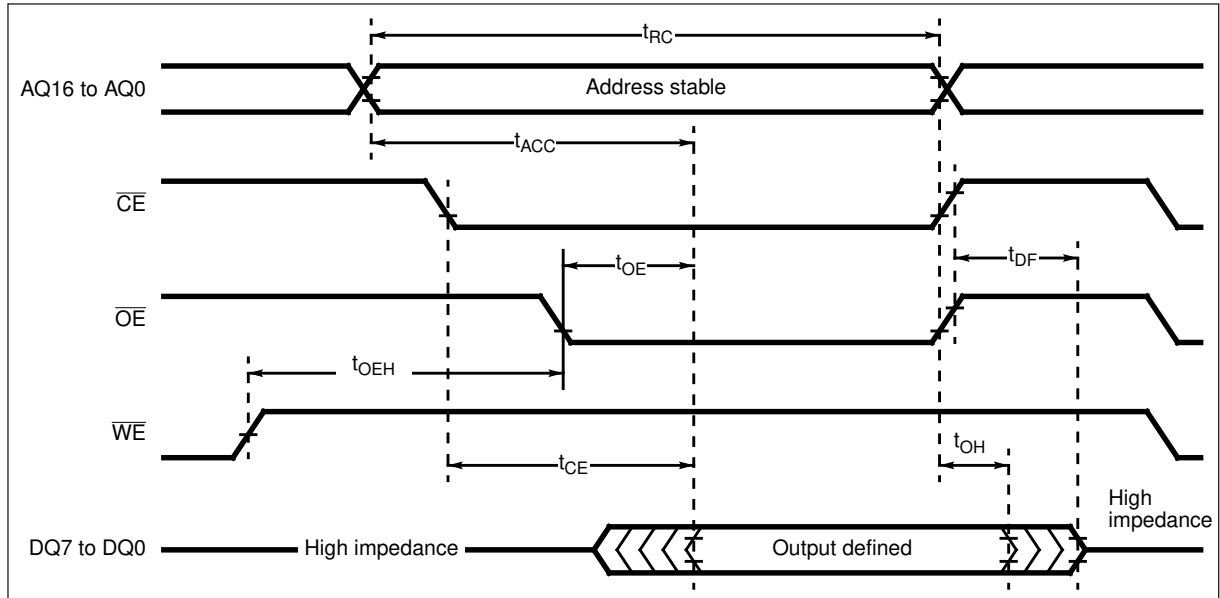 tRC
AQ16 to AQ0
Address stable
tACC
CE
tOE
tDF
OE
tOEH
WE
tOH
tCE
High
impedance
DQ7 to DQ0
High impedance
Output defined